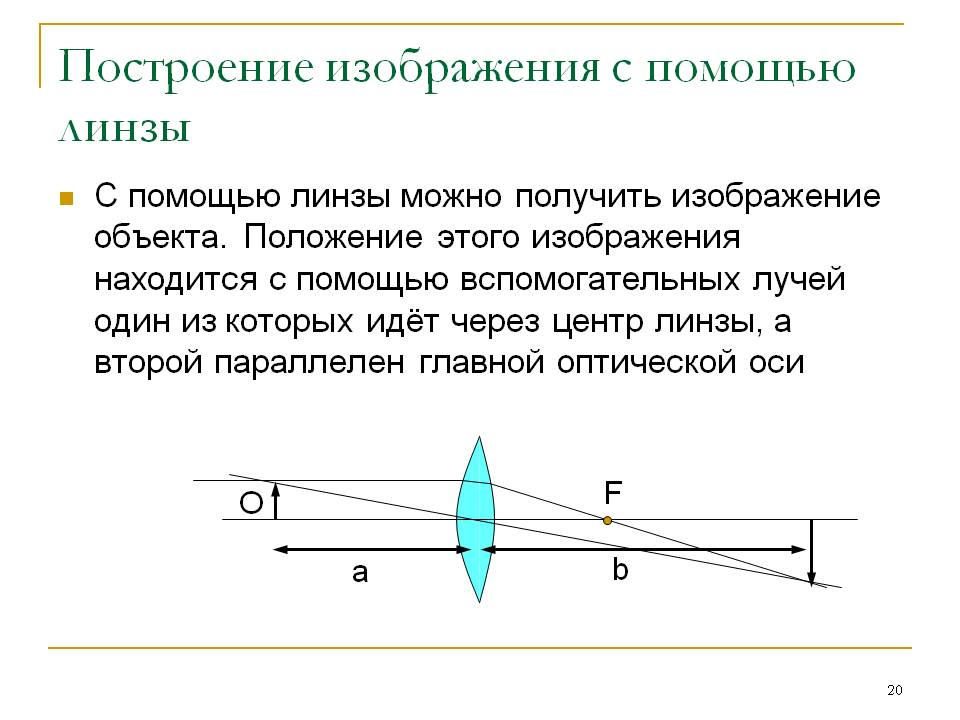 Построение изображения с помощью
линзы
С помощью линзы можно получить изображение
объекта. Положение этого изображения
находится с помощью вспомогательных лучей
один из которых идёт через центр линзы, а
второй параллелен главной оптической оси
O
F
a
b
20